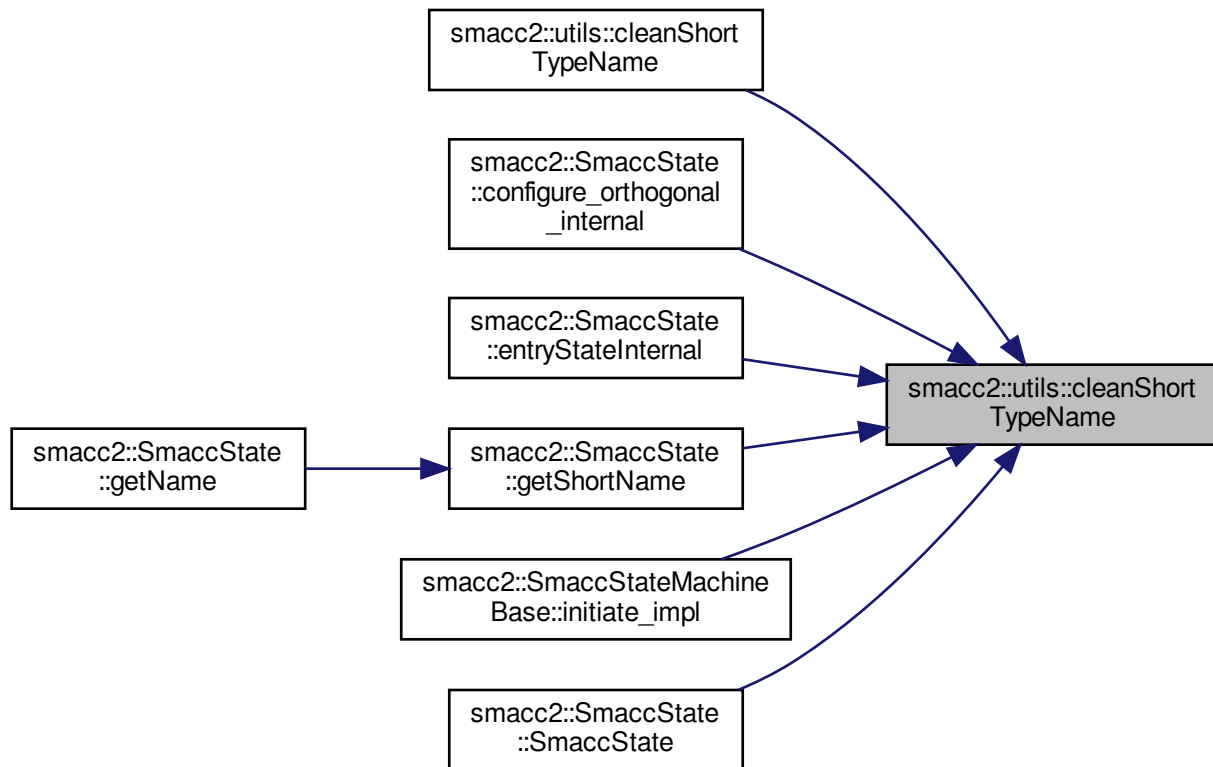 smacc2::utils::cleanShort
TypeName
smacc2::SmaccState
::configure_orthogonal
_internal
smacc2::SmaccState
::entryStateInternal
smacc2::utils::cleanShort
TypeName
smacc2::SmaccState
::getName
smacc2::SmaccState
::getShortName
smacc2::SmaccStateMachine
Base::initiate_impl
smacc2::SmaccState
::SmaccState